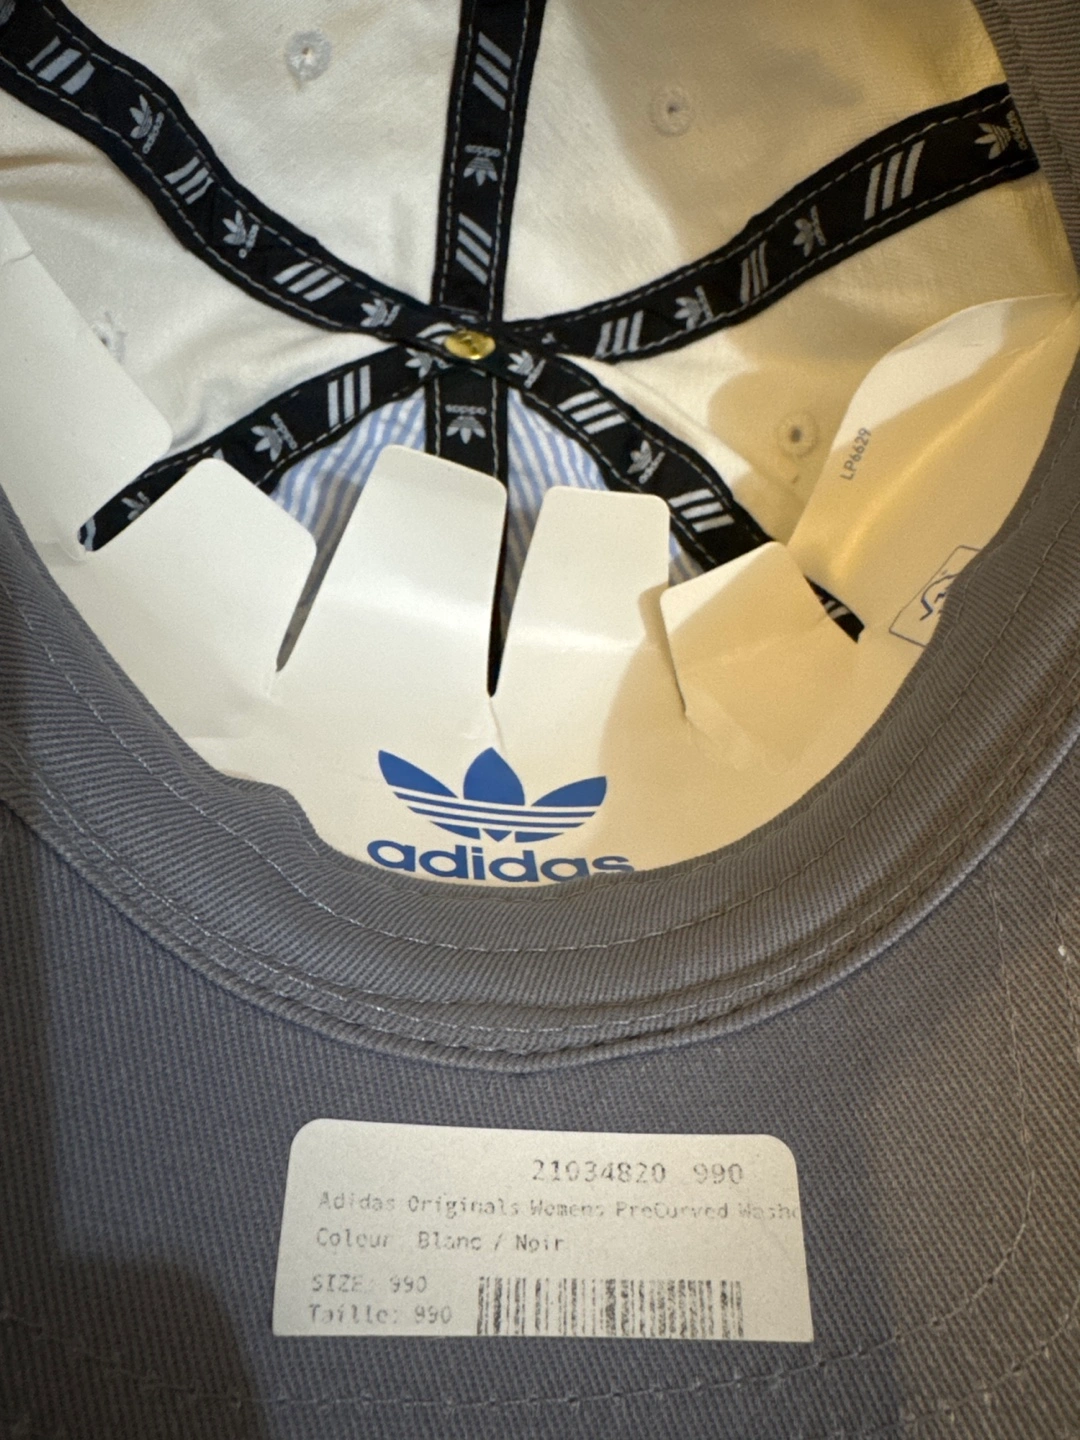 LP6629
adidas
21034820 990
Adidas Originals Womens PreCurved Washe
Colour Blanc / Noir
SIZE: 990
Taille: 990